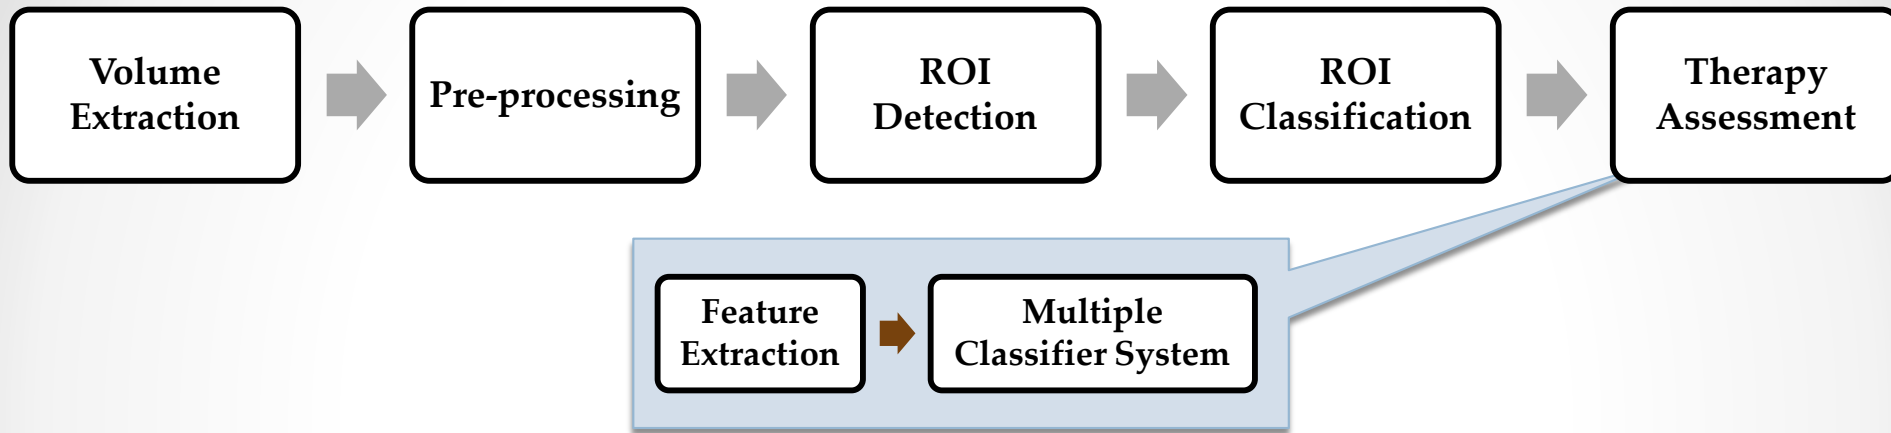 Volume
Extraction
Pre-processing
ROI
Detection
ROI
Classification
Therapy
Assessment
Feature
Extraction
Multiple
Classifier System